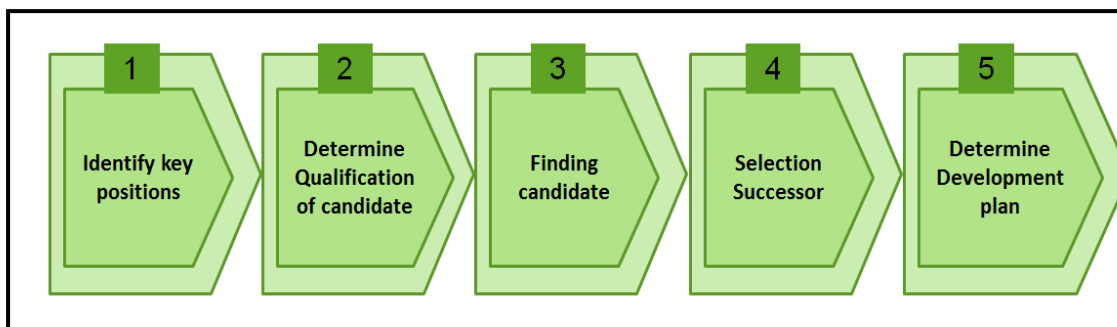 1
Identify key
positions
2
Determine
Qualification
of candidate
3
Finding
candidate
4
Selection
Successor
5
Determine
Development
plan